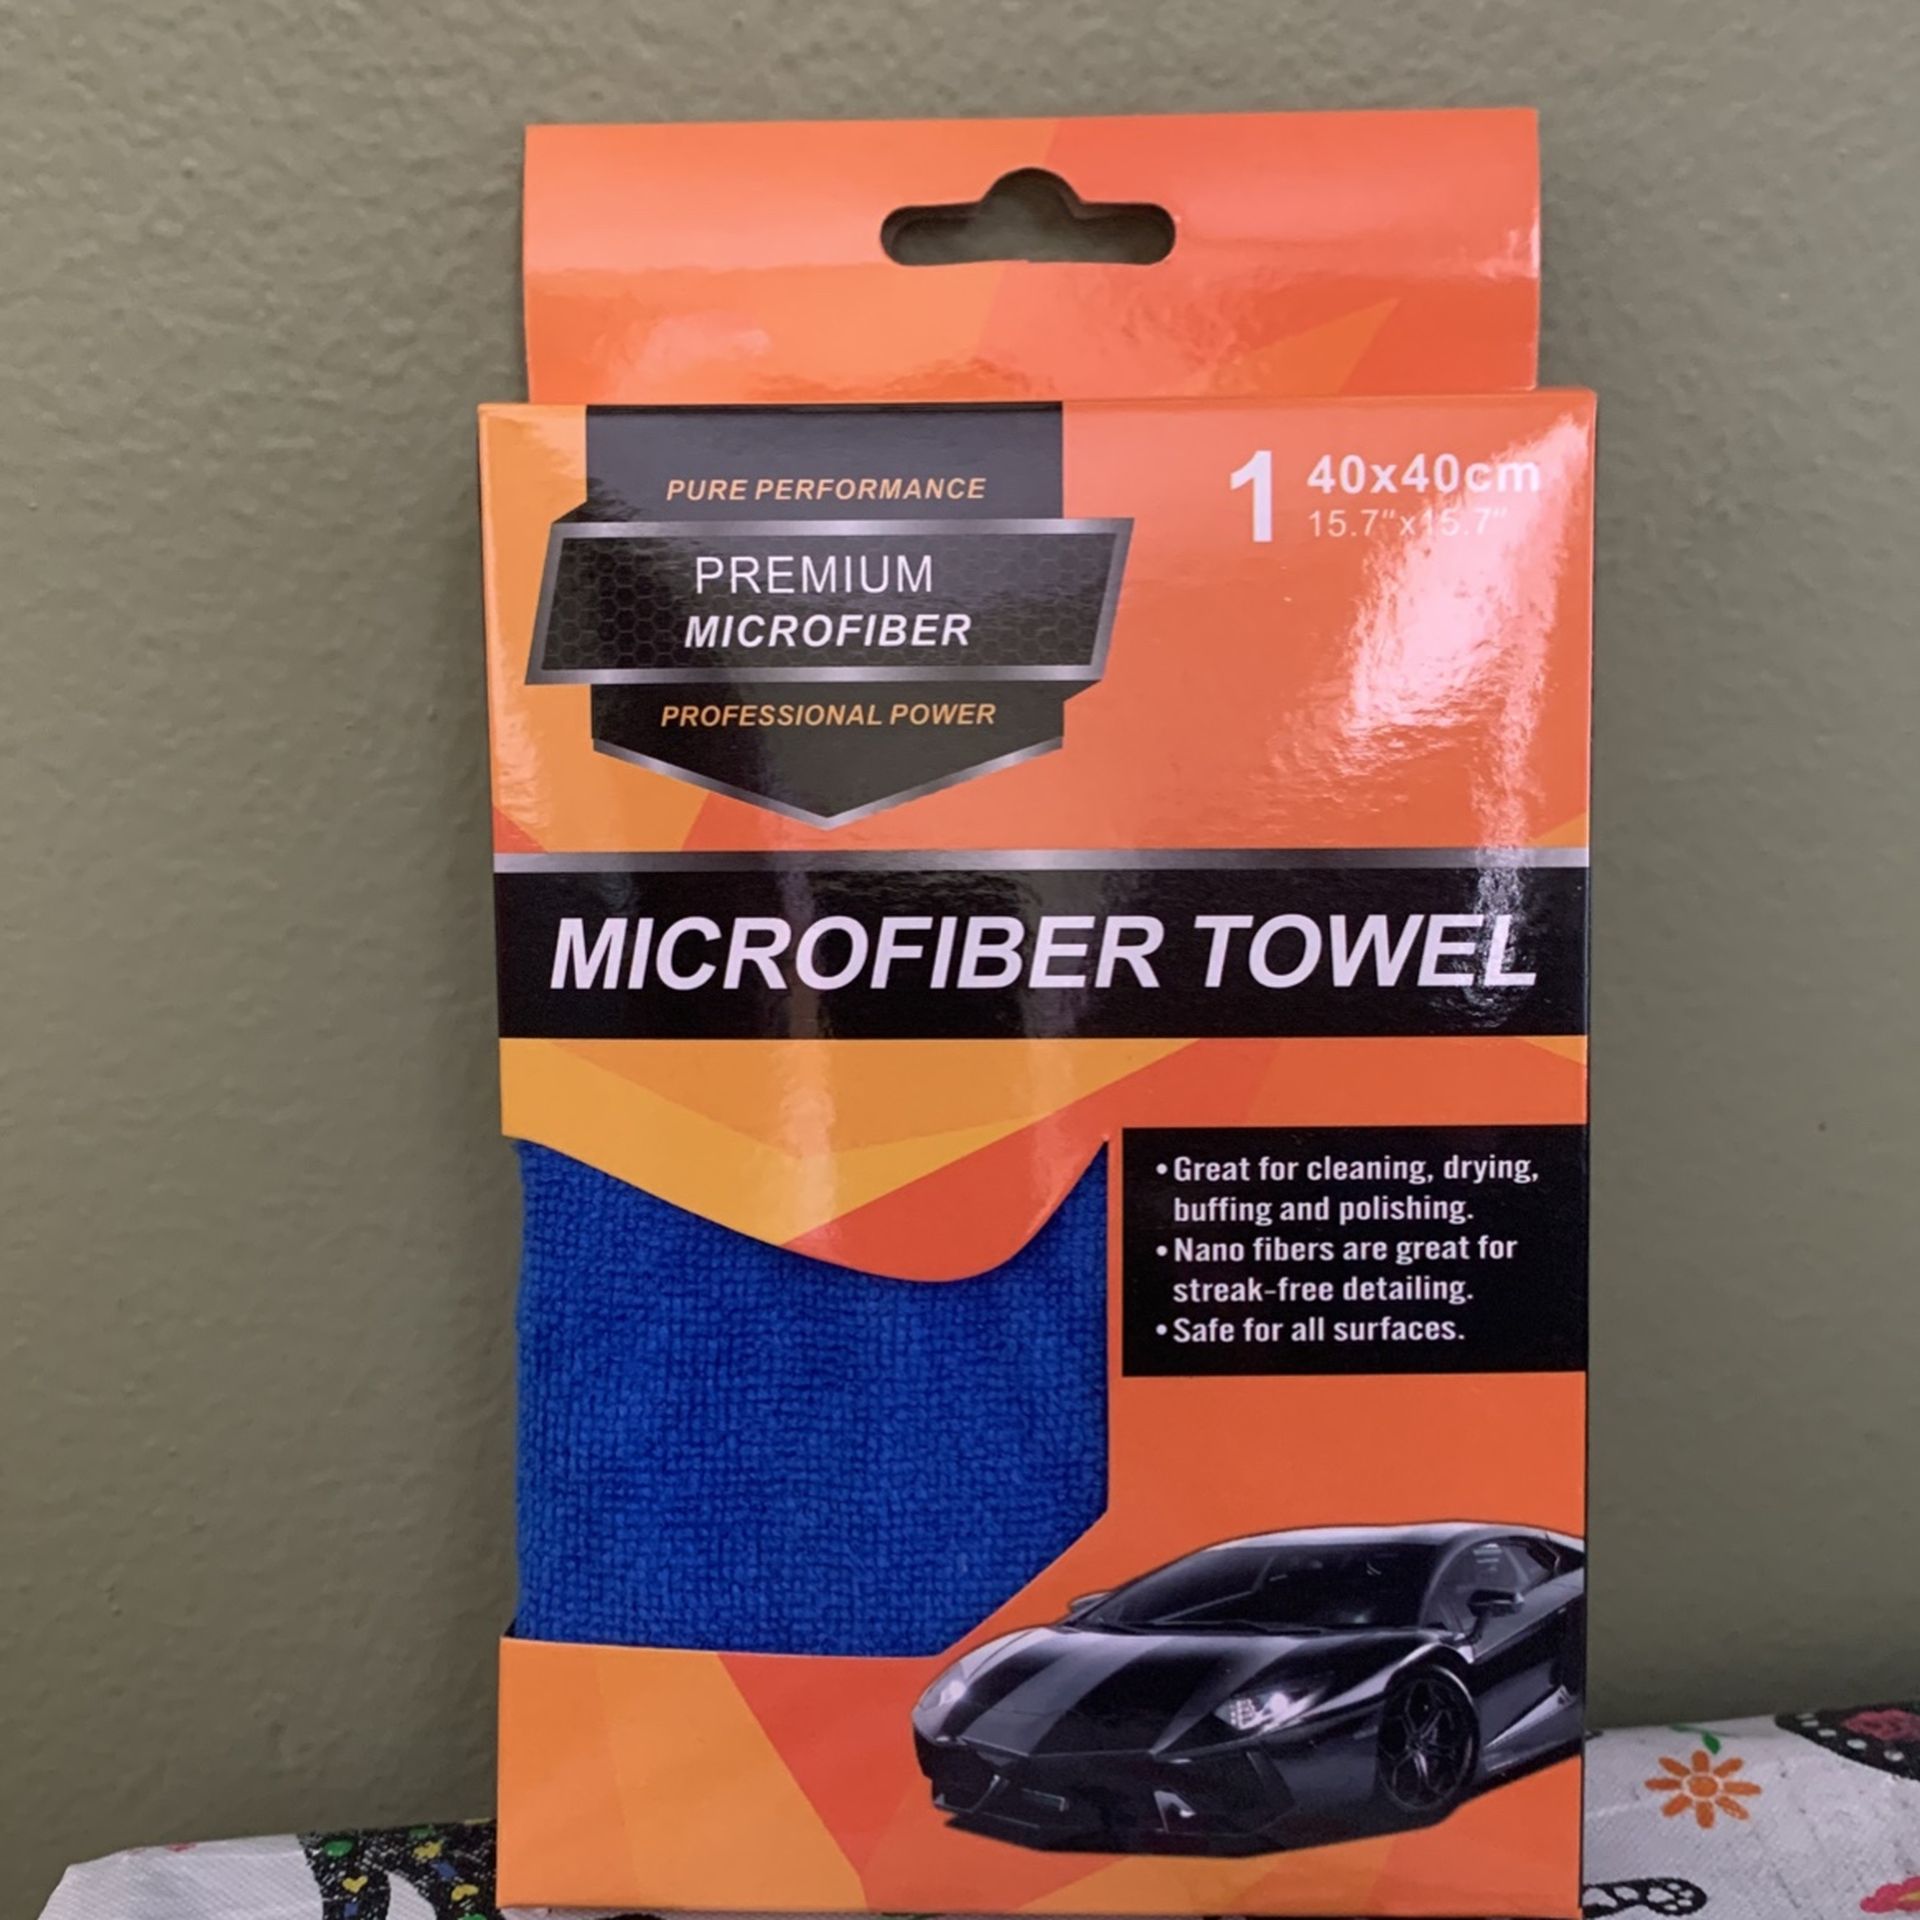 PURE PERFORMANCE
PREMIUM
MICROFIBER
PROFESSIONAL POWER
1 40x40cm
15.7"x15.7"
MICROFIBER TOWEL
• Great for cleaning, drying,
buffing and polishing.
• Nano fibers are great for
streak-free detailing.
• Safe for all surfaces.